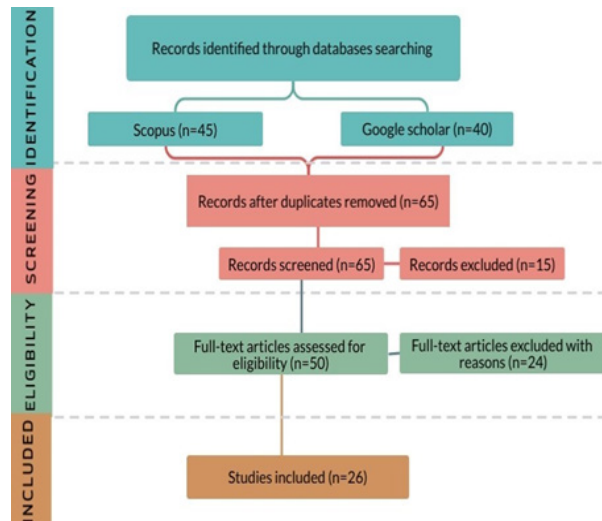 IDENTIFICATION
Records identified through databases searching
Scopus (n=45)
Google scholar (n=40)
SCREENING
Records after duplicates removed (n=65)
Records screened (n=65)
Records excluded (n=15)
ELIGIBILITY
Full-text articles assessed for
eligibility (n=50)
Full-text articles excluded with
reasons (n=24)
INCLUDED
Studies included (n=26)